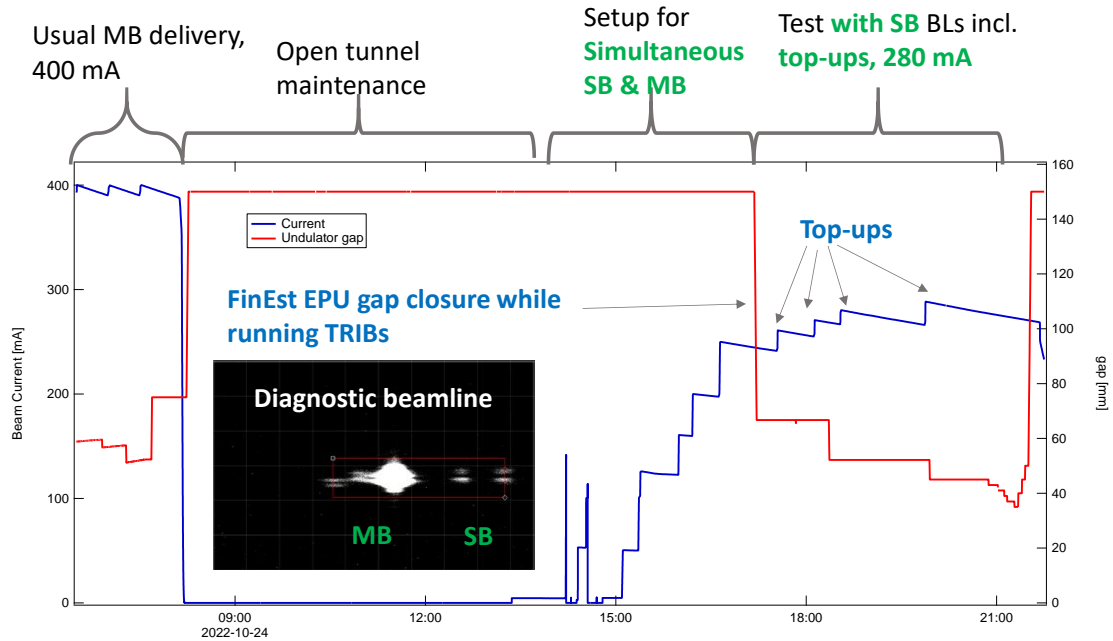 Usual MB delivery,
400 mA
Open tunnel
maintenance
Setup for
Simultaneous
SB & MB
Test with SB BLs incl.
top-ups, 280 mA
400
300
200
100
0
Beam Current [mA]
160
140
120
100
80
60
40
20
0
gap [mm]
Current
Undulator gap
Top-ups
FinEst EPU gap closure while
running TRIBs
Diagnostic beamline
MB
SB
09:00
12:00
15:00
18:00
21:00
2022-10-24